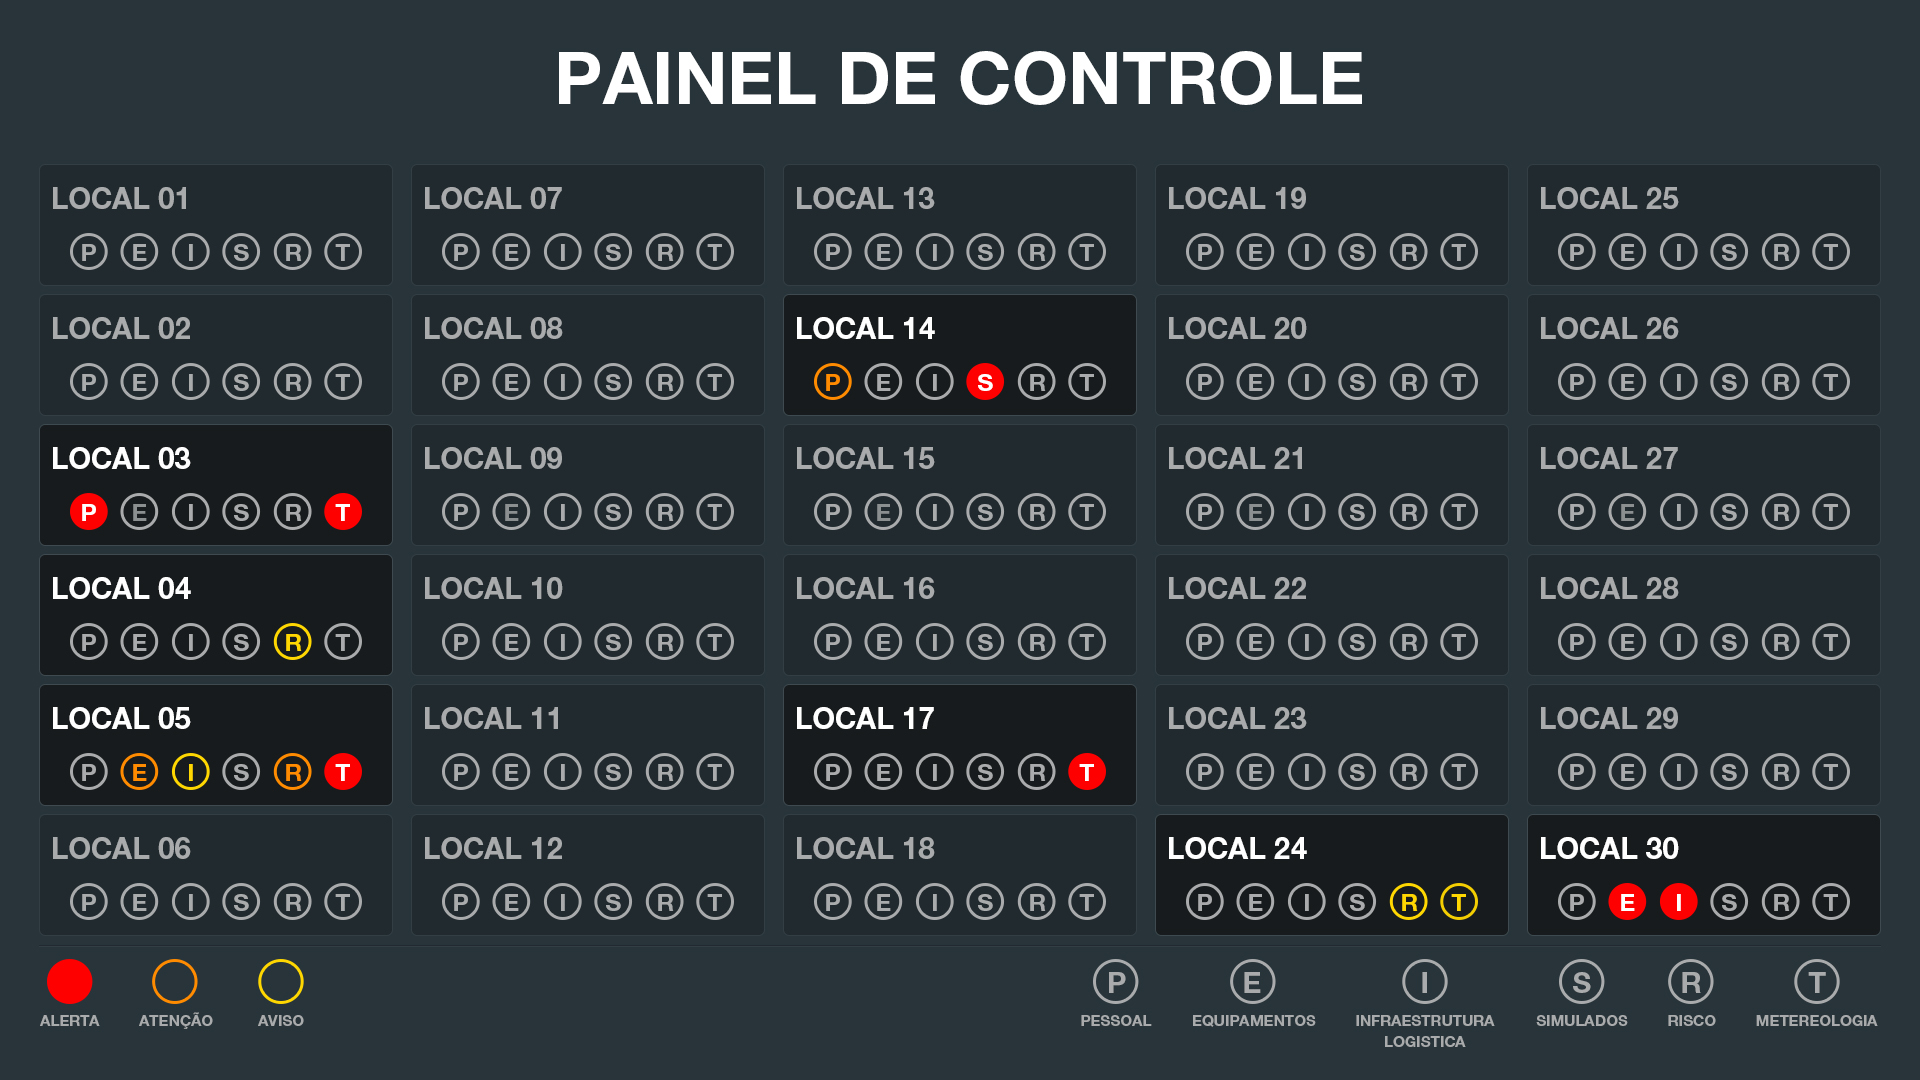 PAINEL DE CONTROLE
LOCAL 01
P E I S R T
LOCAL 02
P E I S R T
LOCAL 03
P E I S R T
LOCAL 04
P E I S R T
LOCAL 05
P E I S R T
LOCAL 06
P E I S R T
LOCAL 07
P E I S R T
LOCAL 08
P E I S R T
LOCAL 09
P E I S R T
LOCAL 10
P E I S R T
LOCAL 11
P E I S R T
LOCAL 12
P E I S R T
LOCAL 13
P E I S R T
LOCAL 14
P E I S R T
LOCAL 15
P E I S R T
LOCAL 16
P E I S R T
LOCAL 17
P E I S R T
LOCAL 18
P E I S R T
LOCAL 19
P E I S R T
LOCAL 20
P E I S R T
LOCAL 21
P E I S R T
LOCAL 22
P E I S R T
LOCAL 23
P E I S R T
LOCAL 24
P E I S R T
LOCAL 25
P E I S R T
LOCAL 26
P E I S R T
LOCAL 27
P E I S R T
LOCAL 28
P E I S R T
LOCAL 29
P E I S R T
LOCAL 30
P E I S R T
ALERTA
ATENÇÃO
AVISO
P
PESSOAL
E
EQUIPAMENTOS
I
INFRAESTRUTURA
LOGISTICA
S
SIMULADOS
R
RISCO
T
METEREOLOGIA